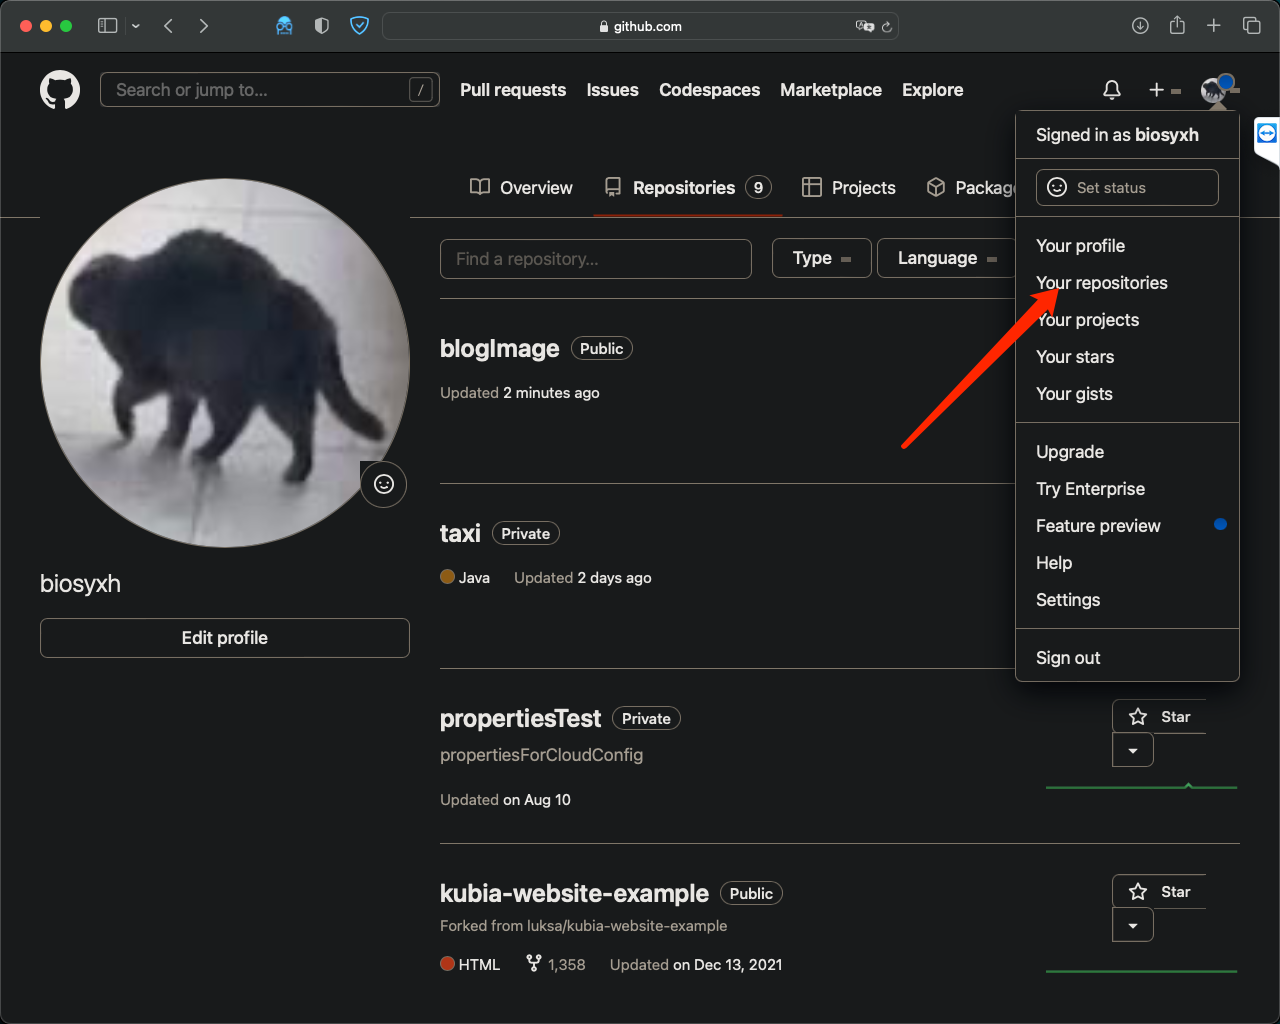 github.com
Search or jump to...
/
Pull requests
Issues
Codespaces
Marketplace
Explore
Signed in as biosyxh
Set status
Your profile
Your repositories
Your projects
Your stars
Your gists
Upgrade
Try Enterprise
Feature preview
Help
Settings
Sign out
Overview
Repositories 9
Projects
Packag
Find a repository...
Type
Language
blogImage Public
Updated 2 minutes ago
taxi Private
Java Updated 2 days ago
biosyxh
Edit profile
propertiesTest Private
propertiesForCloudConfig
Updated on Aug 10
Star
kubia-website-example Public
Forked from luksa/kubia-website-example
HTML 1,358 Updated on Dec 13, 2021
Star